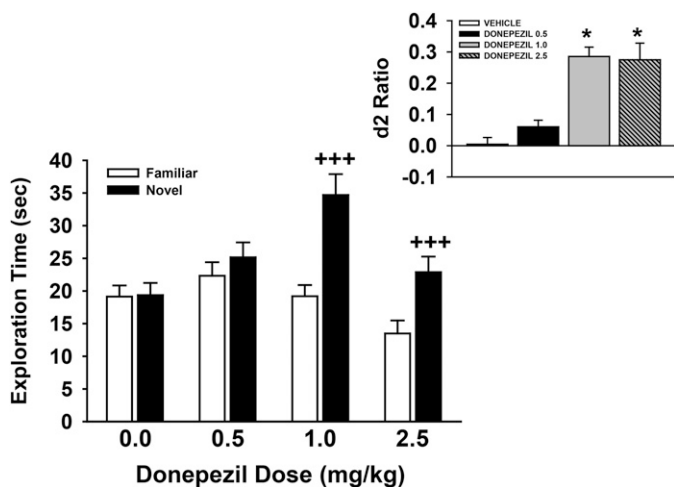 VEHICLE
DONEPEZIL 0.5
DONEPEZIL 1.0
DONEPEZIL 2.5
* *
d2 Ratio
0.4
0.3
0.2
0.1
0.0
-0.1
Familiar
Novel
+++
+++
Exploration Time (sec)
40
35
30
25
20
15
10
5
0
0.0 0.5 1.0 2.5
Donepezil Dose (mg/kg)